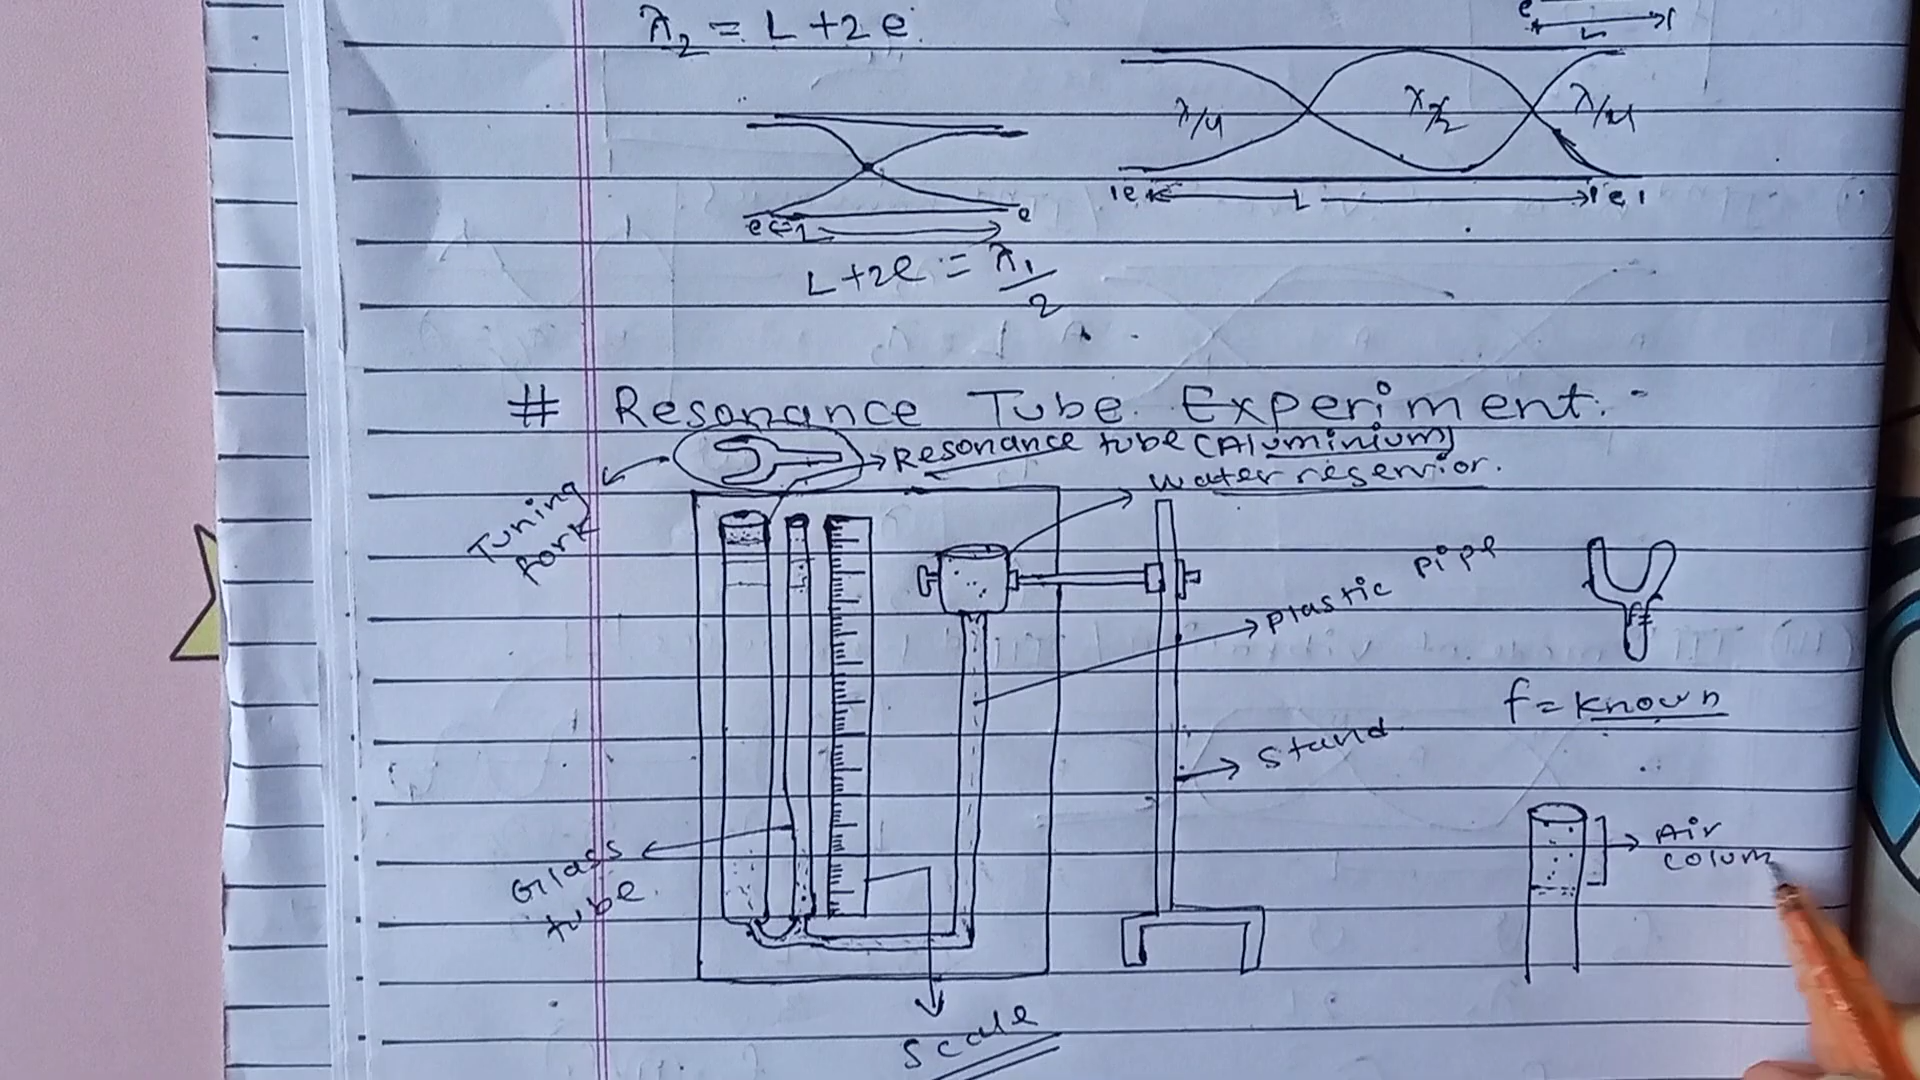 λ₂ = L + 2e
e
L
λ/4 λ/2 λ/4
e L e
e L e
L + 2e = λ₁/2
# Resonance Tube Experiment.
Resonance tube (Aluminium)
Water reservior.
Tuning
fork
plastic pipe
f = known
stand
Glass
tube
Air
colum
Scale